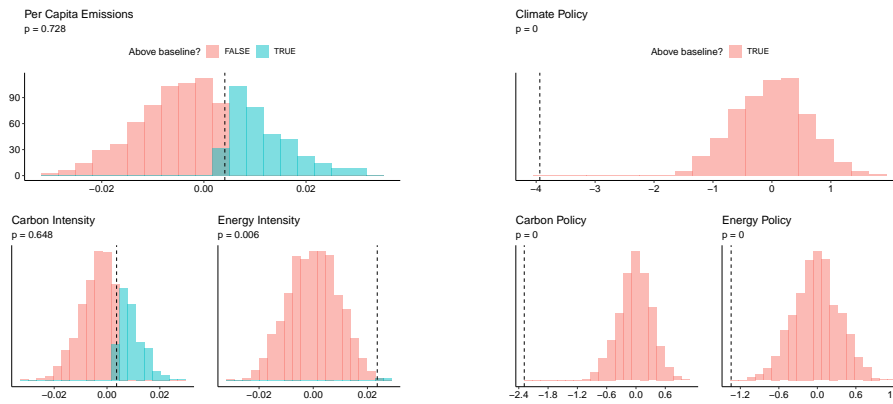 Per Capita Emissions
p = 0.728
Above baseline? FALSE TRUE
90
60
30
0
−0.02 0.00 0.02
Climate Policy
p = 0
Above baseline? TRUE
−4 −3 −2 −1 0 1
Carbon Intensity
p = 0.648
−0.02 0.00 0.02
Energy Intensity
p = 0.006
−0.02 0.00 0.02
Carbon Policy
p = 0
−2.4 −1.8 −1.2 −0.6 0.0 0.6
Energy Policy
p = 0
−1.2 −0.6 0.0 0.6